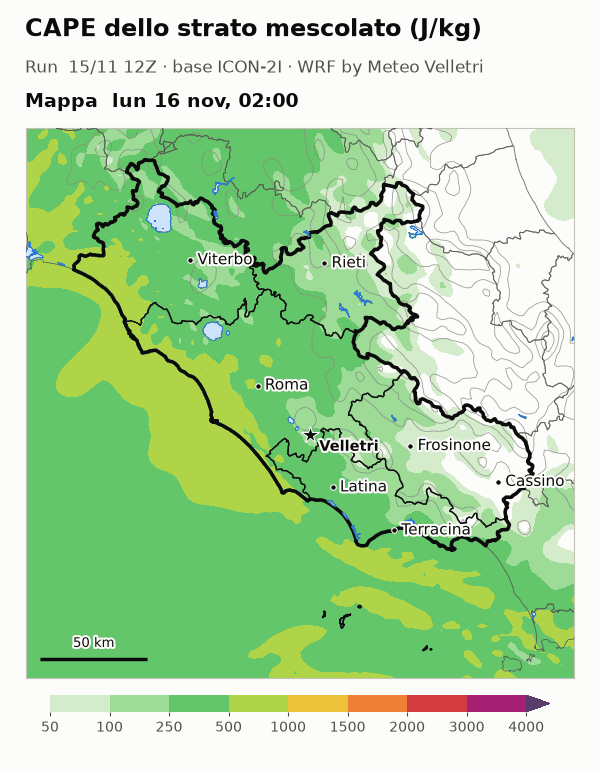 CAPE dello strato mescolato (J/kg)
Run  15/11 12Z · base ICON-2I · WRF by Meteo Velletri
Mappa  lun 16 nov, 02:00
Viterbo
Rieti
Roma
Velletri
Frosinone
Cassino
Latina
Terracina
50 km
50 100 250 500 1000 1500 2000 3000 4000